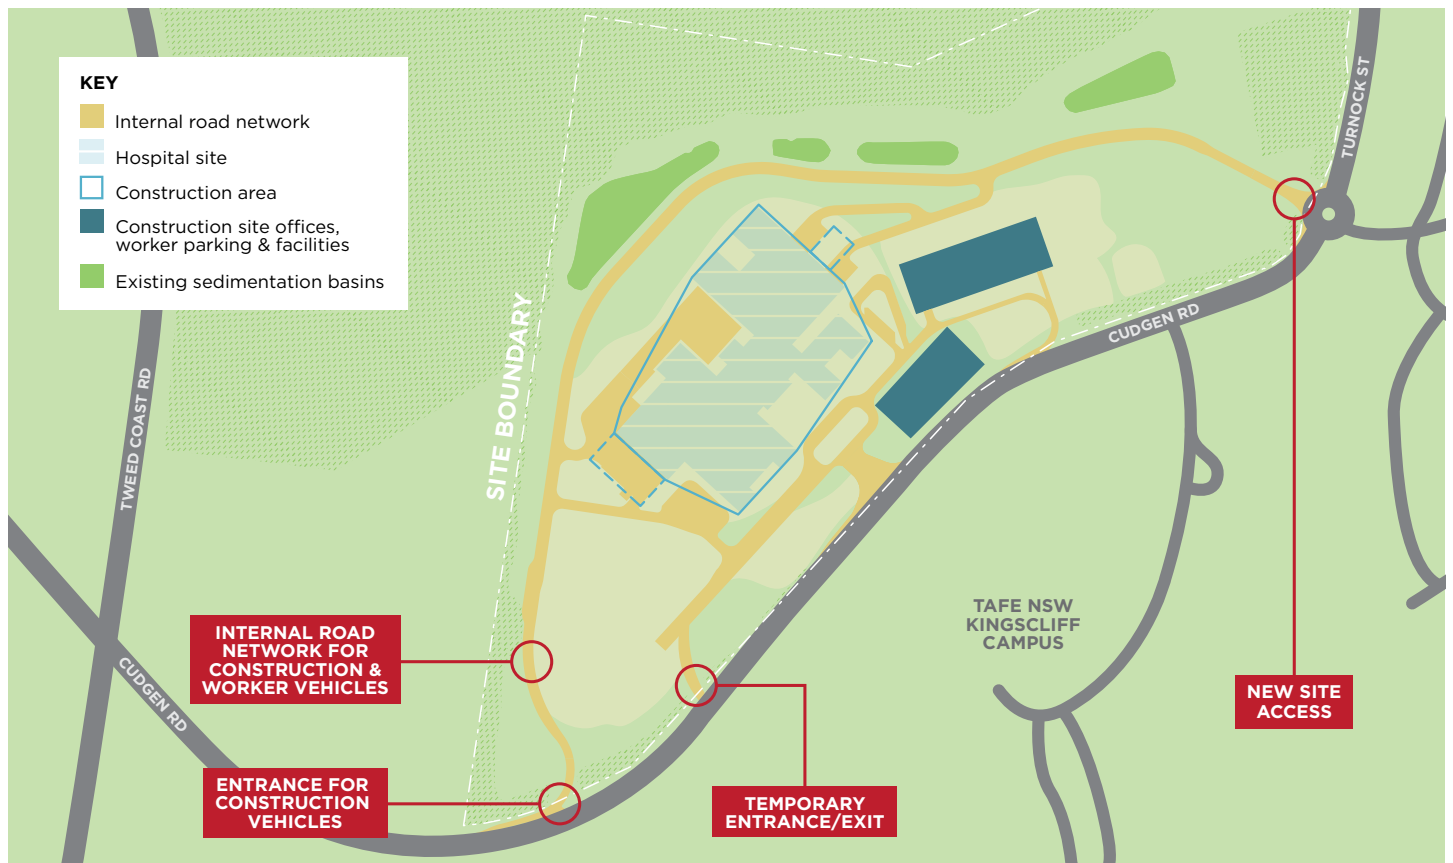 KEY
Internal road network
Hospital site
Construction area
Construction site offices,
worker parking & facilities
Existing sedimentation basins
TURNOCK ST
CUDGEN RD
SITE BOUNDARY
TWEED COAST RD
TAFE NSW
KINGSCLIFF
CAMPUS
INTERNAL ROAD
NETWORK FOR
CONSTRUCTION &
WORKER VEHICLES
CUDGEN RD
NEW SITE
ACCESS
ENTRANCE FOR
CONSTRUCTION
VEHICLES
TEMPORARY
ENTRANCE/EXIT